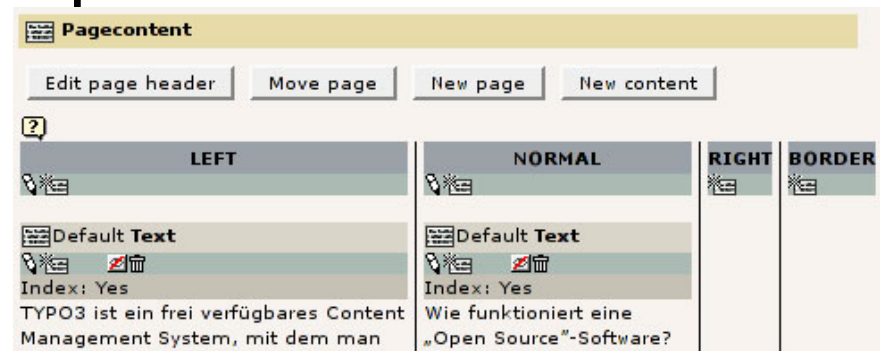 Pagecontent
Edit page header Move page New page New content
?
LEFT NORMAL RIGHT BORDER
Default Text
Index: Yes
TYPO3 ist ein frei verfügbares Content
Management System, mit dem man
Default Text
Index: Yes
Wie funktioniert eine
„Open Source”-Software?